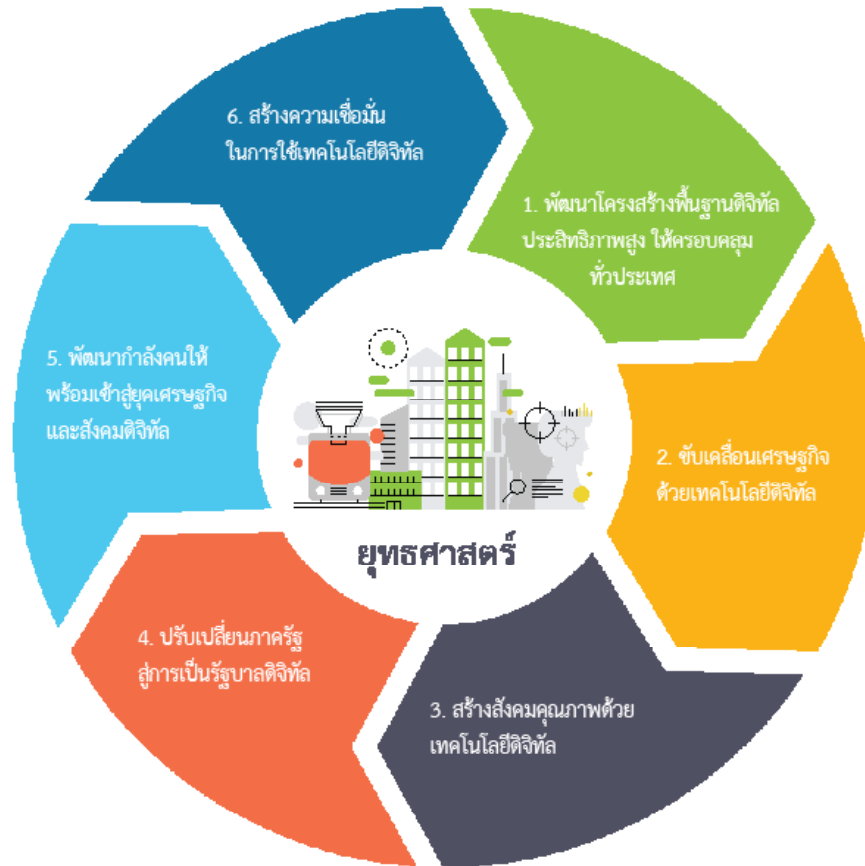 1. พัฒนาโครงสร้างพื้นฐานดิจิทัล
ประสิทธิภาพสูง ให้ครอบคลุม
ทั่วประเทศ
2. ขับเคลื่อนเศรษฐกิจ
ด้วยเทคโนโลยีดิจิทัล
3. สร้างสังคมคุณภาพด้วย
เทคโนโลยีดิจิทัล
4. ปรับเปลี่ยนภาครัฐ
สู่การเป็นรัฐบาลดิจิทัล
5. พัฒนากำลังคนให้
พร้อมเข้าสู่ยุคเศรษฐกิจ
และสังคมดิจิทัล
6. สร้างความเชื่อมั่น
ในการใช้เทคโนโลยีดิจิทัล
ยุทธศาสตร์